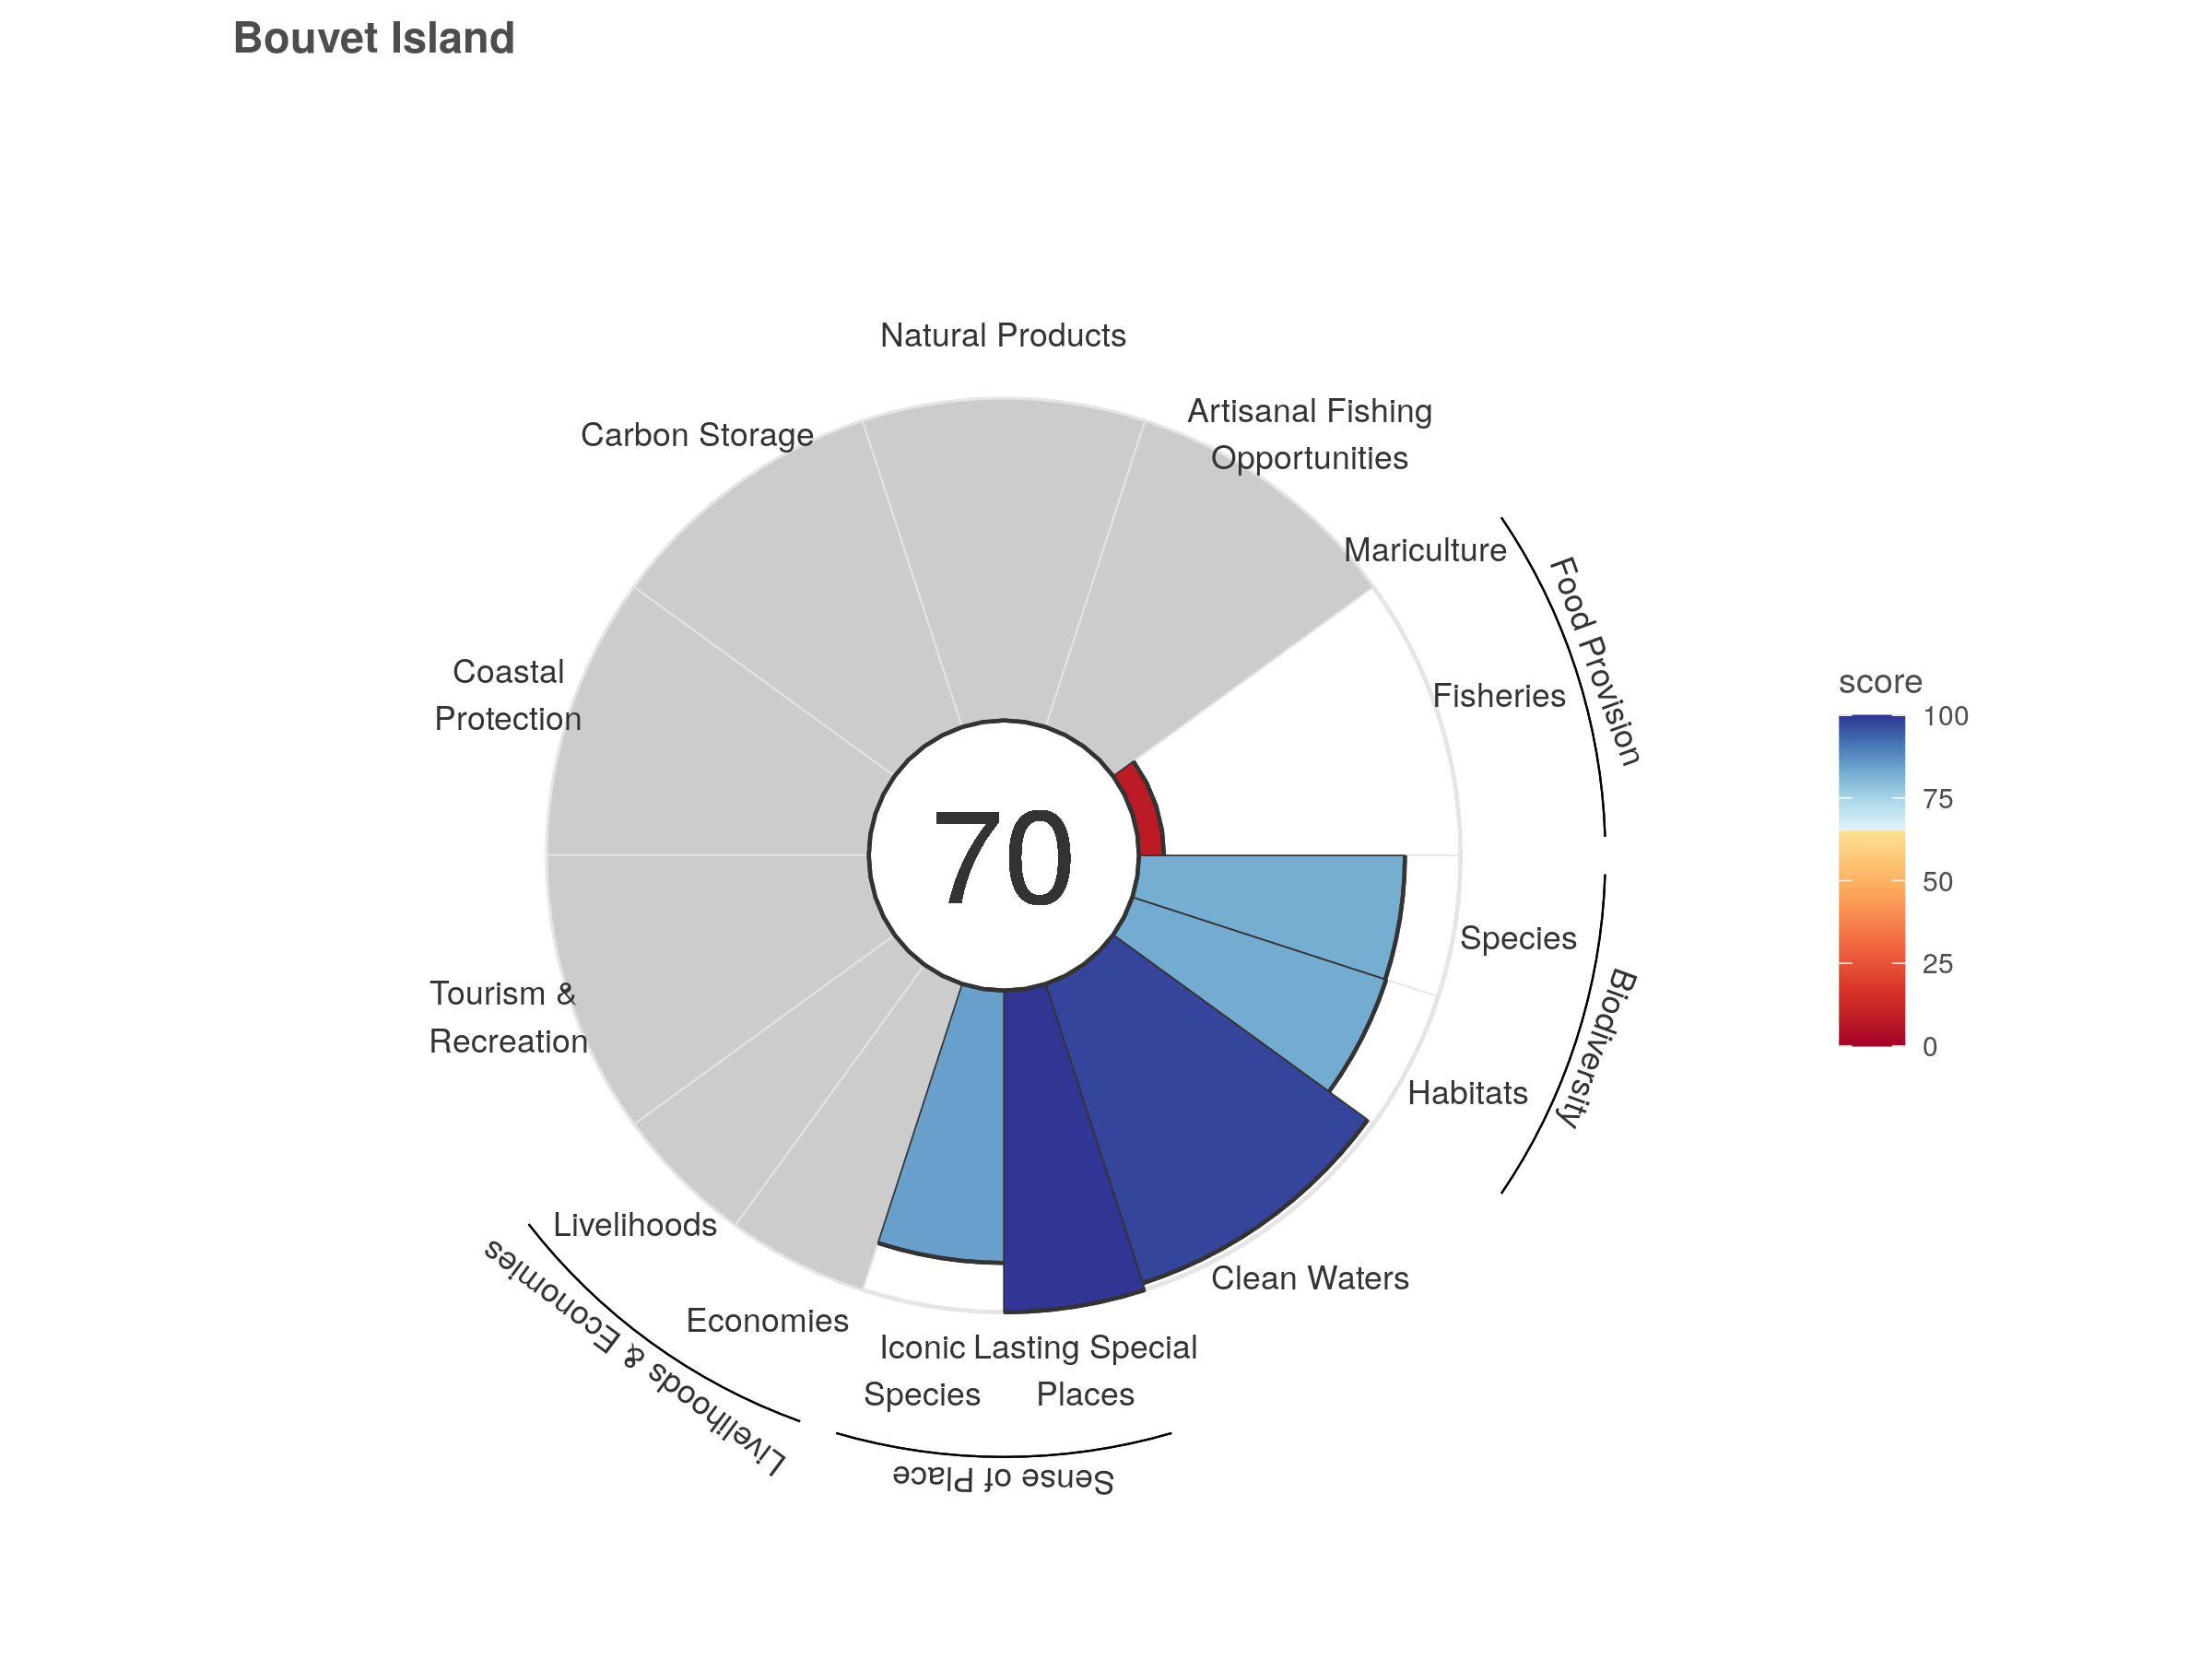 Bouvet Island
Natural Products
Artisanal Fishing
Opportunities
Carbon Storage
Mariculture
Food Provision
Fisheries
Coastal
Protection
score
100
75
50
25
0
70
Species
Biodiversity
Habitats
Tourism &
Recreation
Livelihoods
Livelihoods & Economies
Economies
Clean Waters
Iconic
Species
Lasting Special
Places
Sense of Place